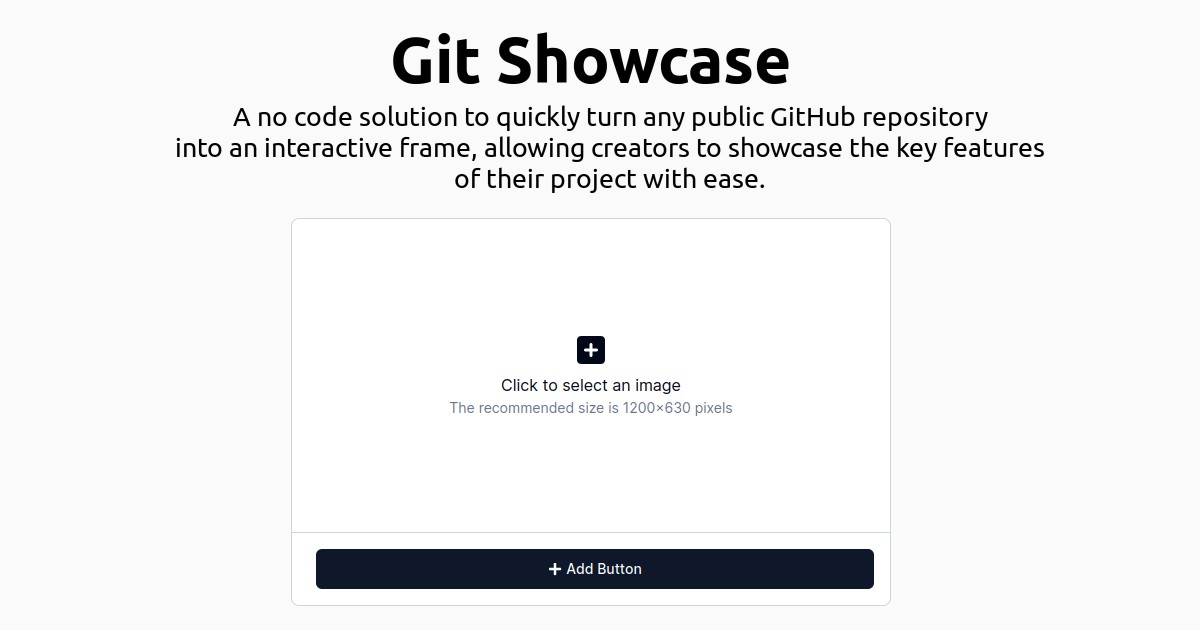 Git Showcase
A no code solution to quickly turn any public GitHub repository
into an interactive frame, allowing creators to showcase the key features
of their project with ease.
Click to select an image
The recommended size is 1200×630 pixels
Add Button